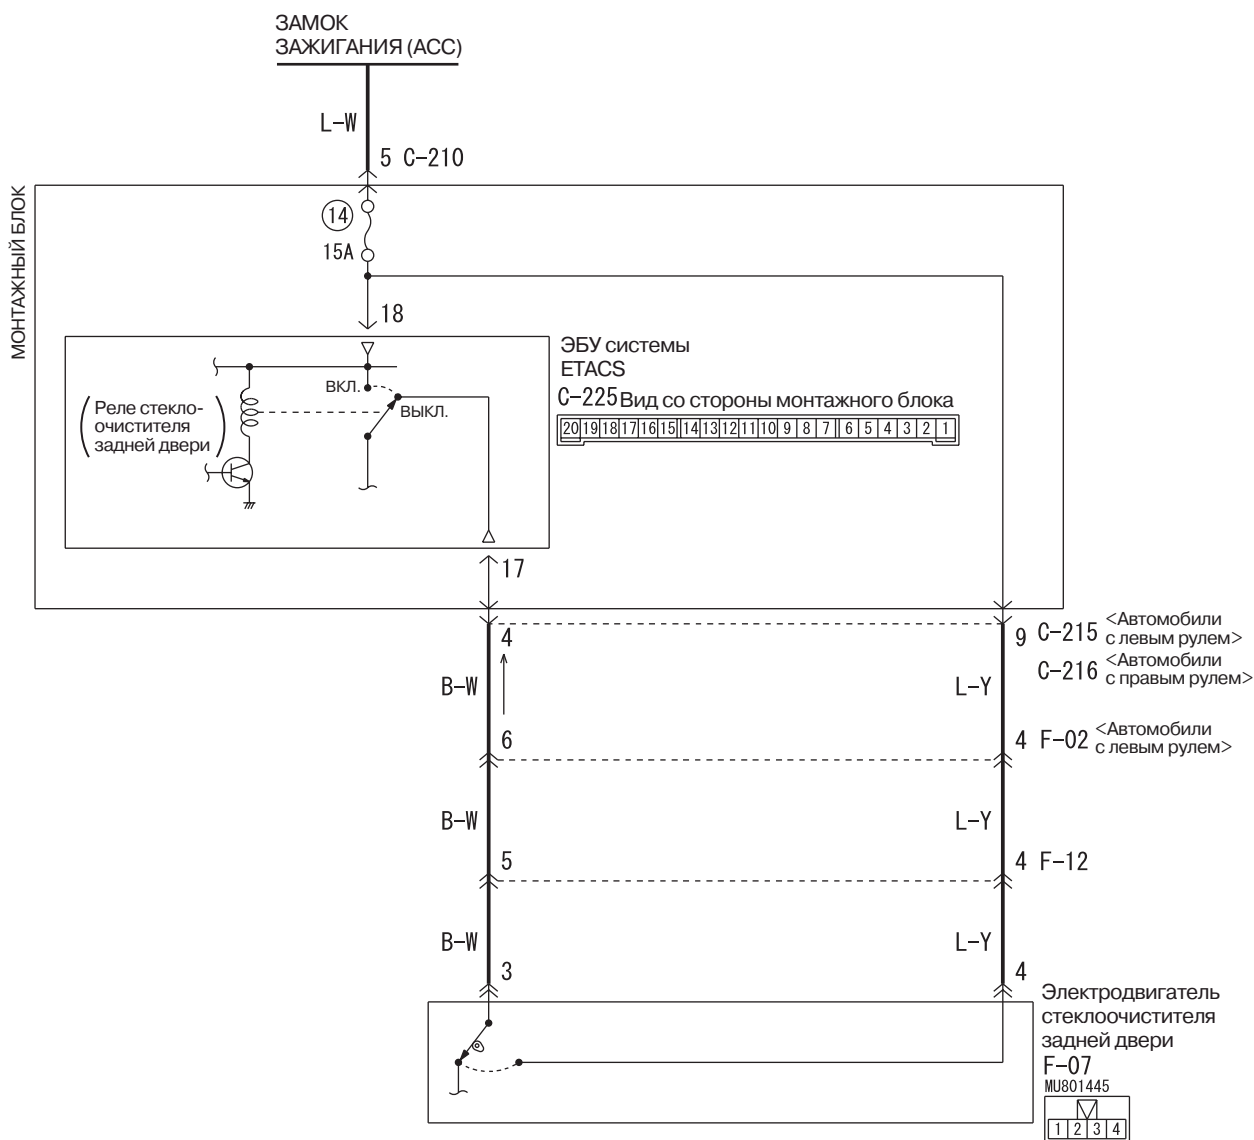 ЗАМОК
ЗАЖИГАНИЯ (ACC)
L-W
5 C-210
МОНТАЖНЫЙ БЛОК
14
15A
18
ЭБУ системы
ETACS
C-225 Вид со стороны монтажного блока
20 19 18 17 16 15 14 13 12 11 10 9 8 7 6 5 4 3 2 1
ВКЛ.
ВЫКЛ.
(Реле стекло-
очистителя
задней двери)
17
4
9 C-215 <Автомобили
с левым рулем>
C-216 <Автомобили
с правым рулем>
B-W
L-Y
6
4 F-02 <Автомобили
с левым рулем>
B-W
L-Y
5
4 F-12
B-W
L-Y
3
4
Электродвигатель
стеклоочистителя
задней двери
F-07
MU801445
1 2 3 4